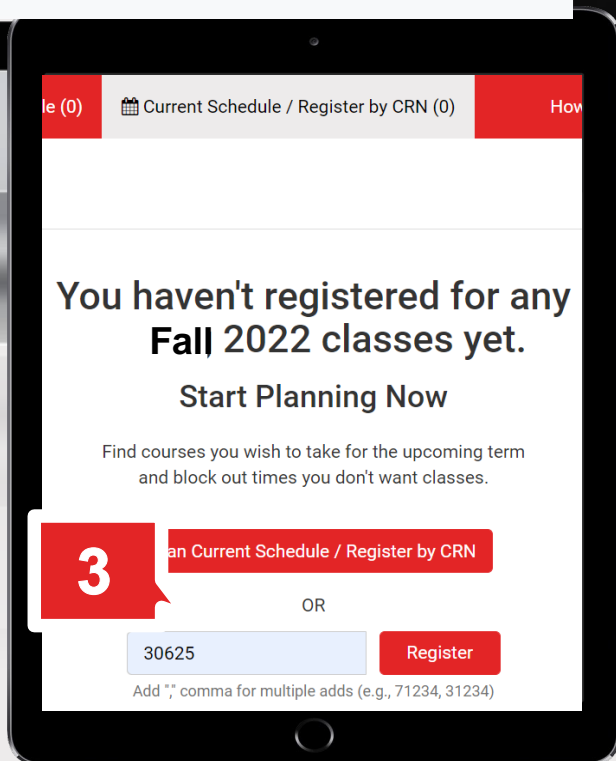 le (0)
Current Schedule / Register by CRN (0)
How
You haven't registered for any
Fall, 2022 classes yet.
Start Planning Now
Find courses you wish to take for the upcoming term
and block out times you don't want classes.
3
an Current Schedule / Register by CRN
OR
30625
Register
Add "," comma for multiple adds (e.g., 71234, 31234)